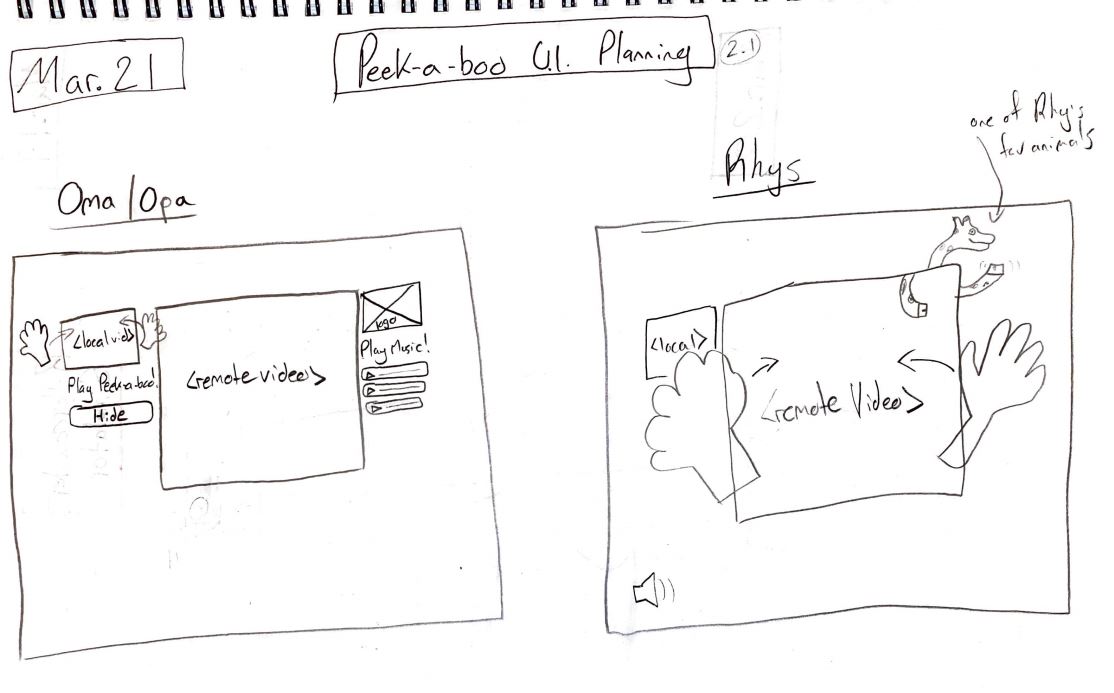 Mar. 21
Peek-a-boo U.I. Planning
2.1
one of Rhys's
fav animals
Oma/Opa
Rhys
<local vid>
Play Peek-a-boo!
Hide
<remote video>
logo
Play Music!
<local>
<remote Video>